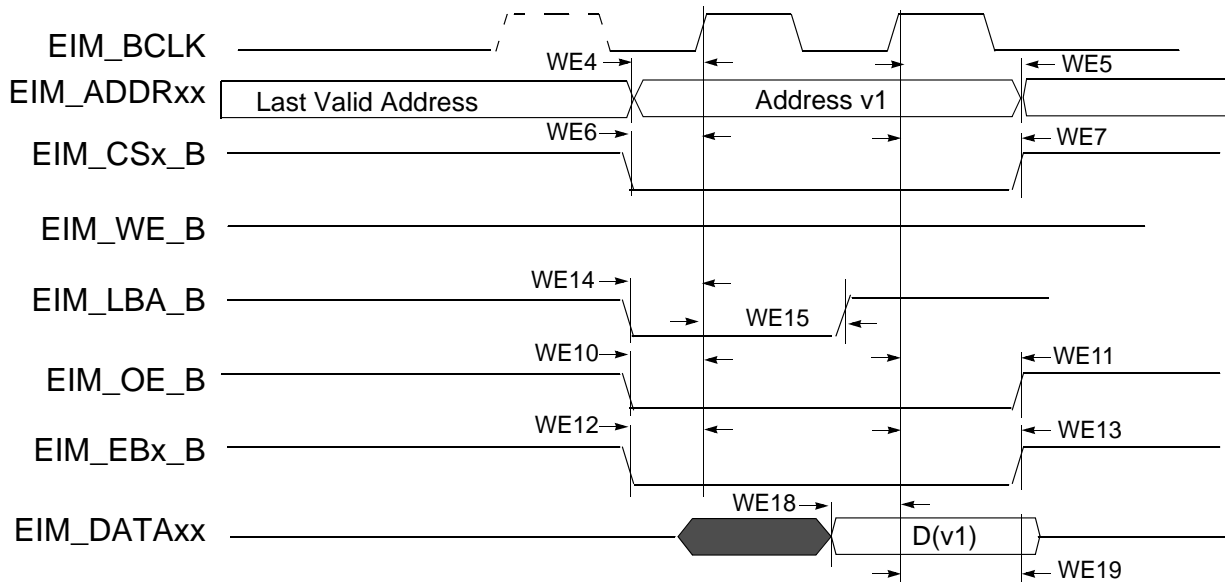 EIM_BCLK
WE4
WE5
EIM_ADDRxx
Last Valid Address
Address v1
WE6
WE7
EIM_CSx_B
EIM_WE_B
WE14
EIM_LBA_B
WE15
WE10
WE11
EIM_OE_B
WE12
WE13
EIM_EBx_B
WE18
EIM_DATAxx
D(v1)
WE19